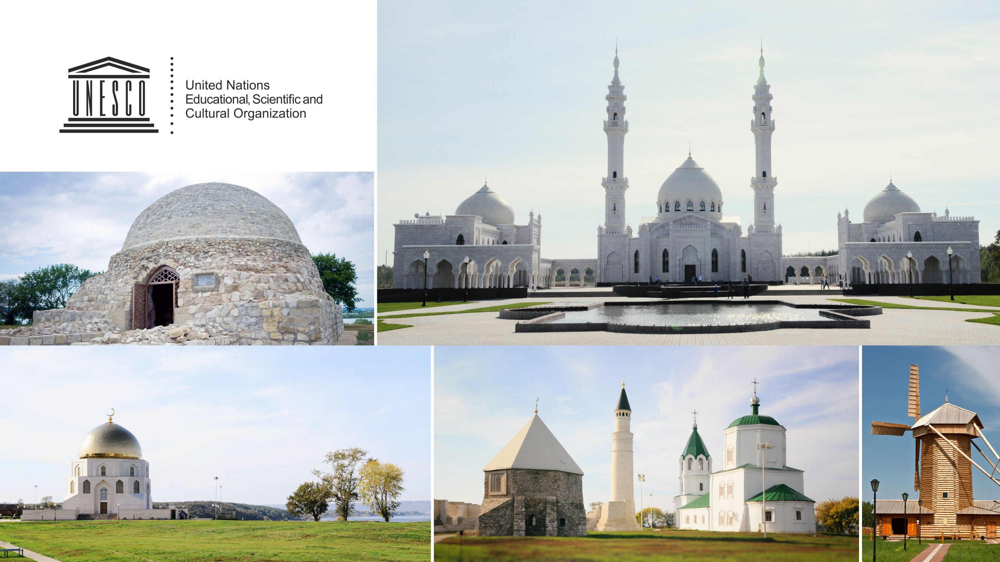 UNESCO
United Nations
Educational, Scientific and
Cultural Organization